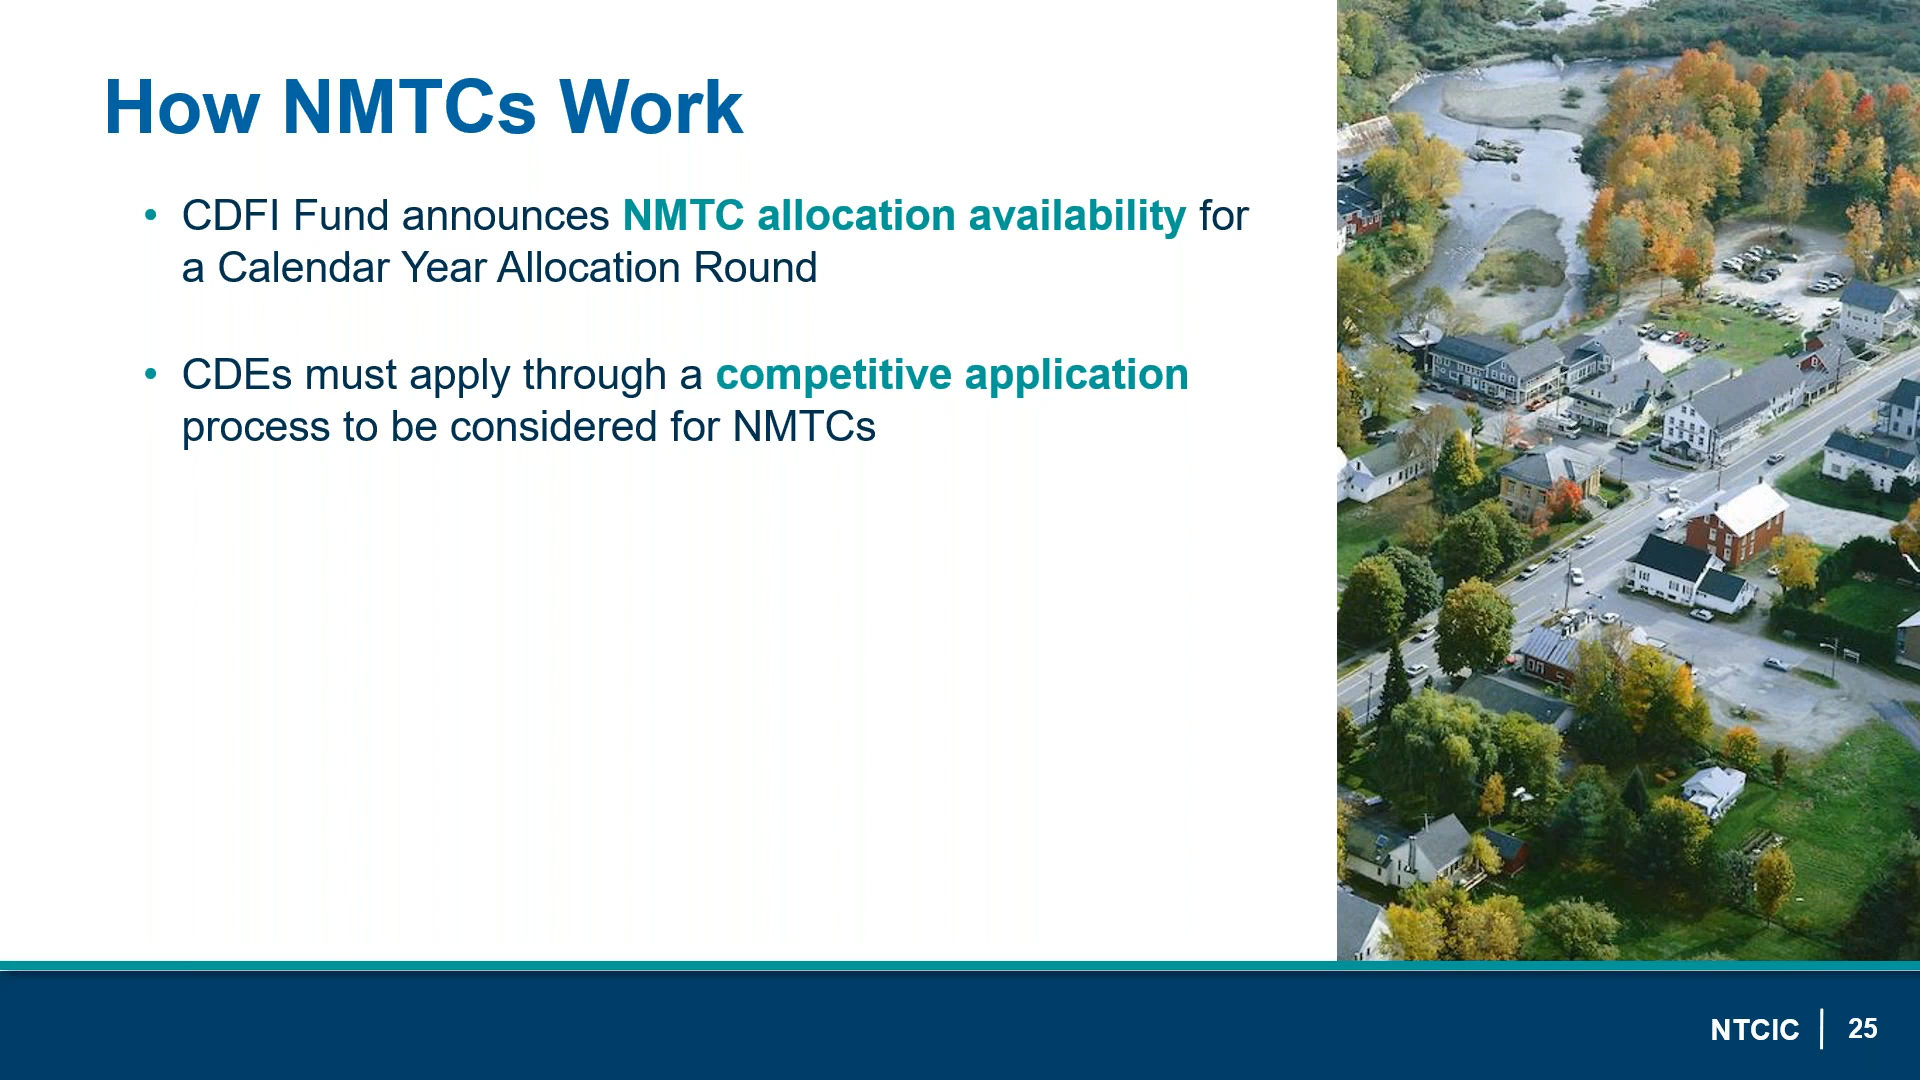 How NMTCs Work
• CDFI Fund announces NMTC allocation availability for
a Calendar Year Allocation Round
• CDEs must apply through a competitive application
process to be considered for NMTCs
NTCIC | 25